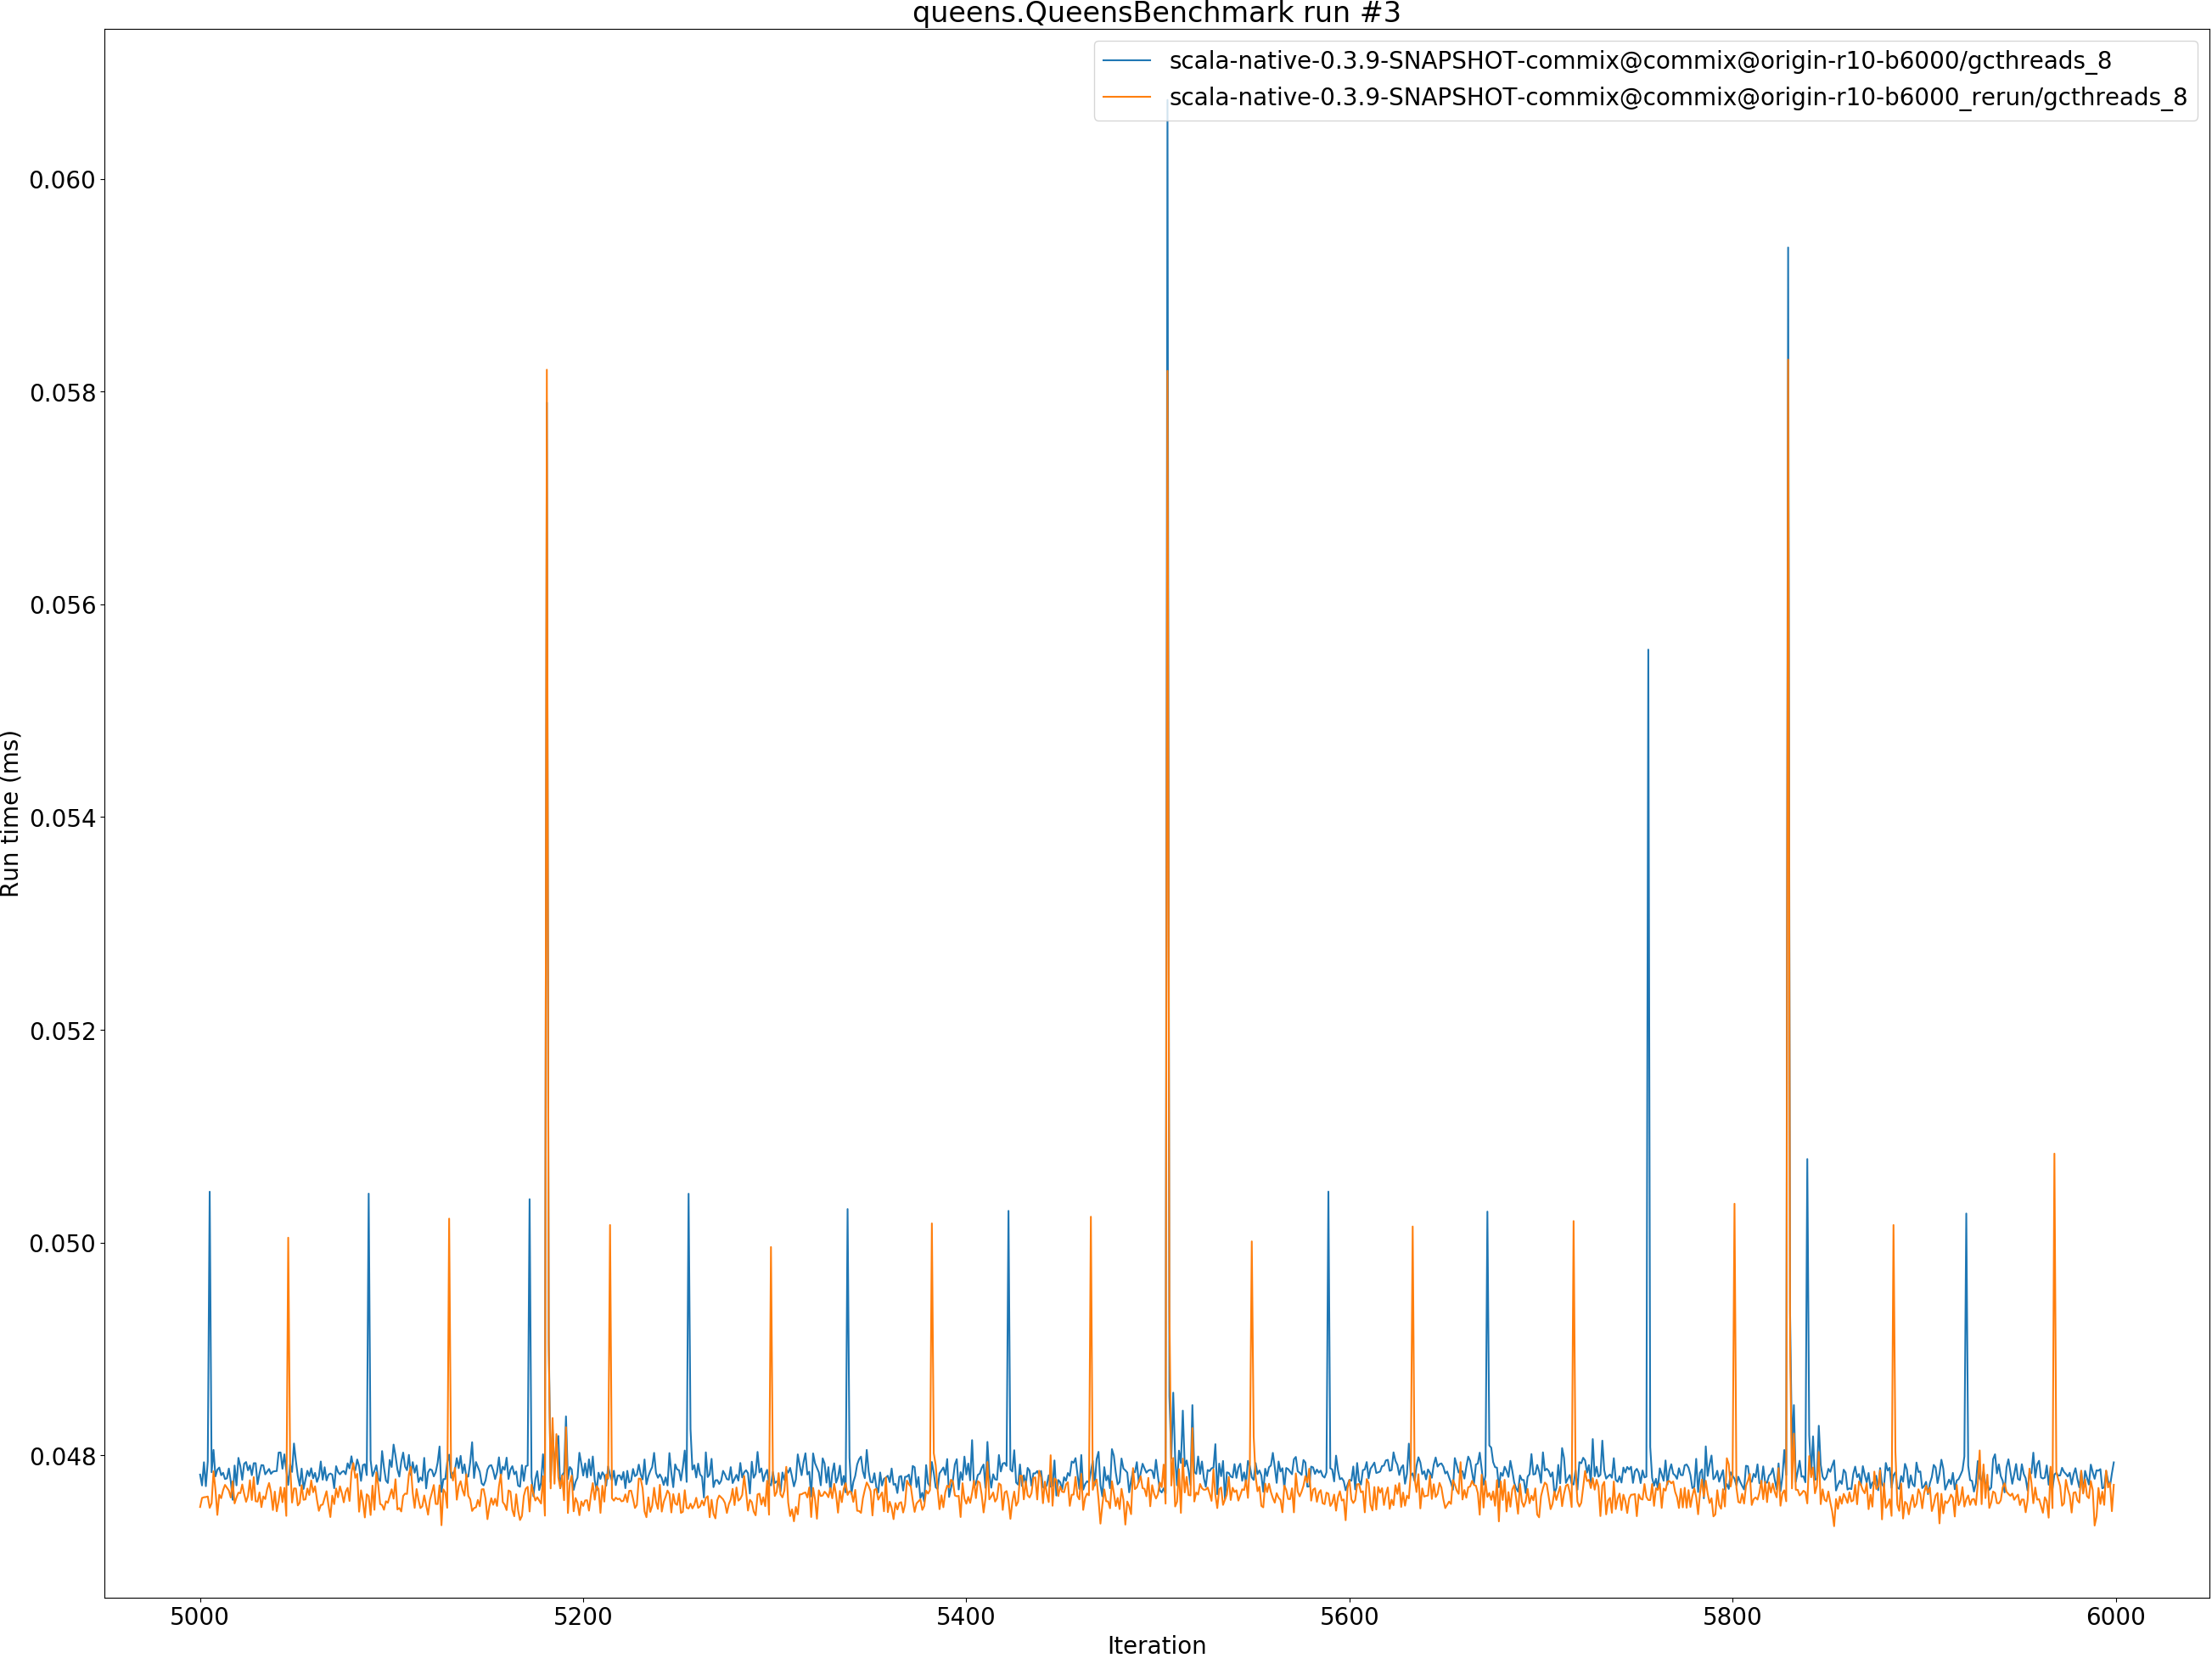 queens.QueensBenchmark run #3
scala-native-0.3.9-SNAPSHOT-commix@commix@origin-r10-b6000/gcthreads_8
scala-native-0.3.9-SNAPSHOT-commix@commix@origin-r10-b6000_rerun/gcthreads_8
0.060
0.058
0.056
0.054
0.052
0.050
0.048
Run time (ms)
5000 5200 5400 5600 5800 6000
Iteration